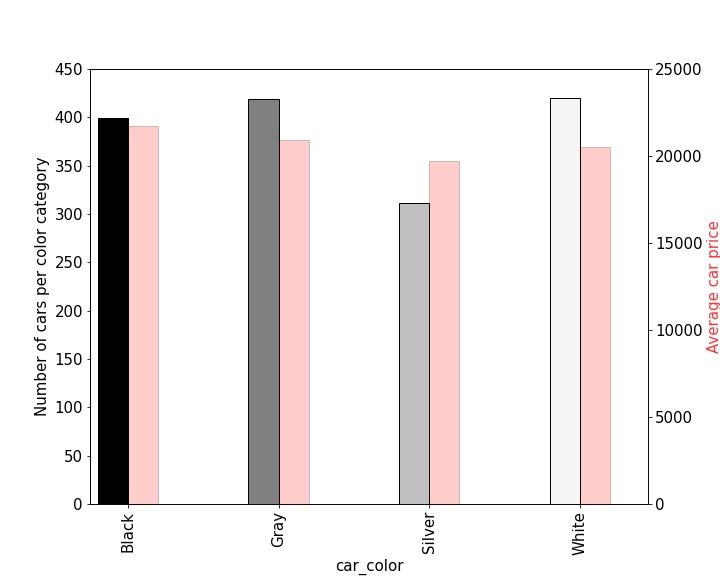 450
400
350
300
250
200
150
100
50
0
Number of cars per color category
25000
20000
15000
10000
5000
0
Average car price
Black
Gray
Silver
White
car_color